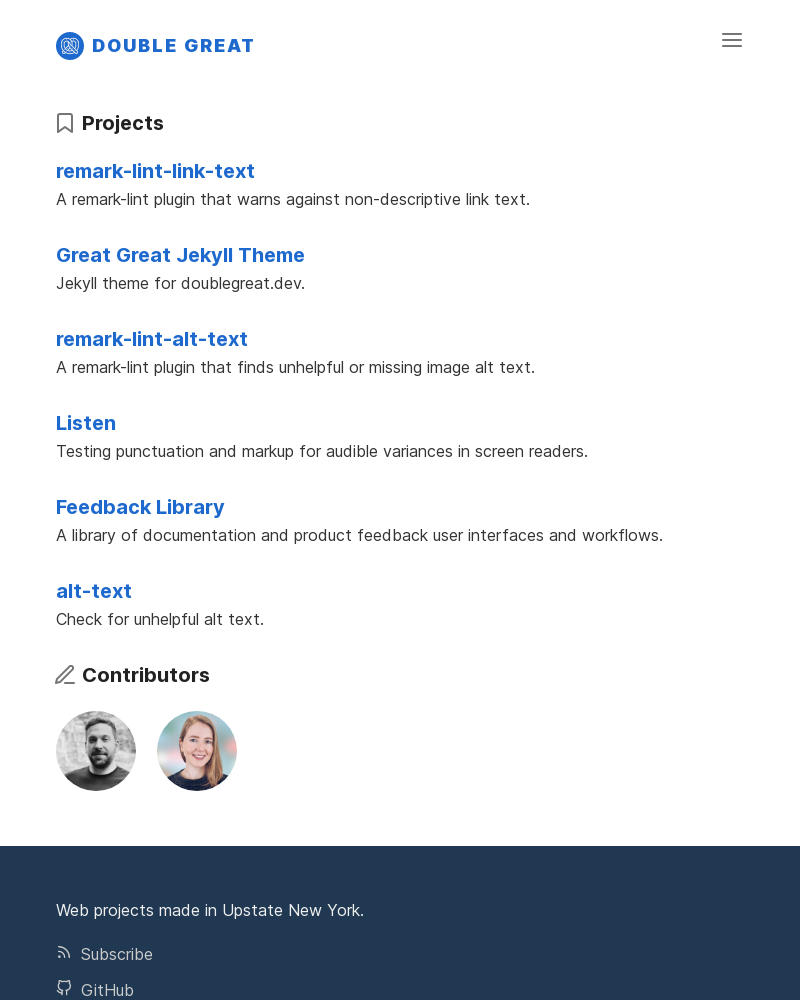 DOUBLE GREAT
Projects
remark-lint-link-text
A remark-lint plugin that warns against non-descriptive link text.
Great Great Jekyll Theme
Jekyll theme for doublegreat.dev.
remark-lint-alt-text
A remark-lint plugin that finds unhelpful or missing image alt text.
Listen
Testing punctuation and markup for audible variances in screen readers.
Feedback Library
A library of documentation and product feedback user interfaces and workflows.
alt-text
Check for unhelpful alt text.
Contributors
Web projects made in Upstate New York.
Subscribe
GitHub